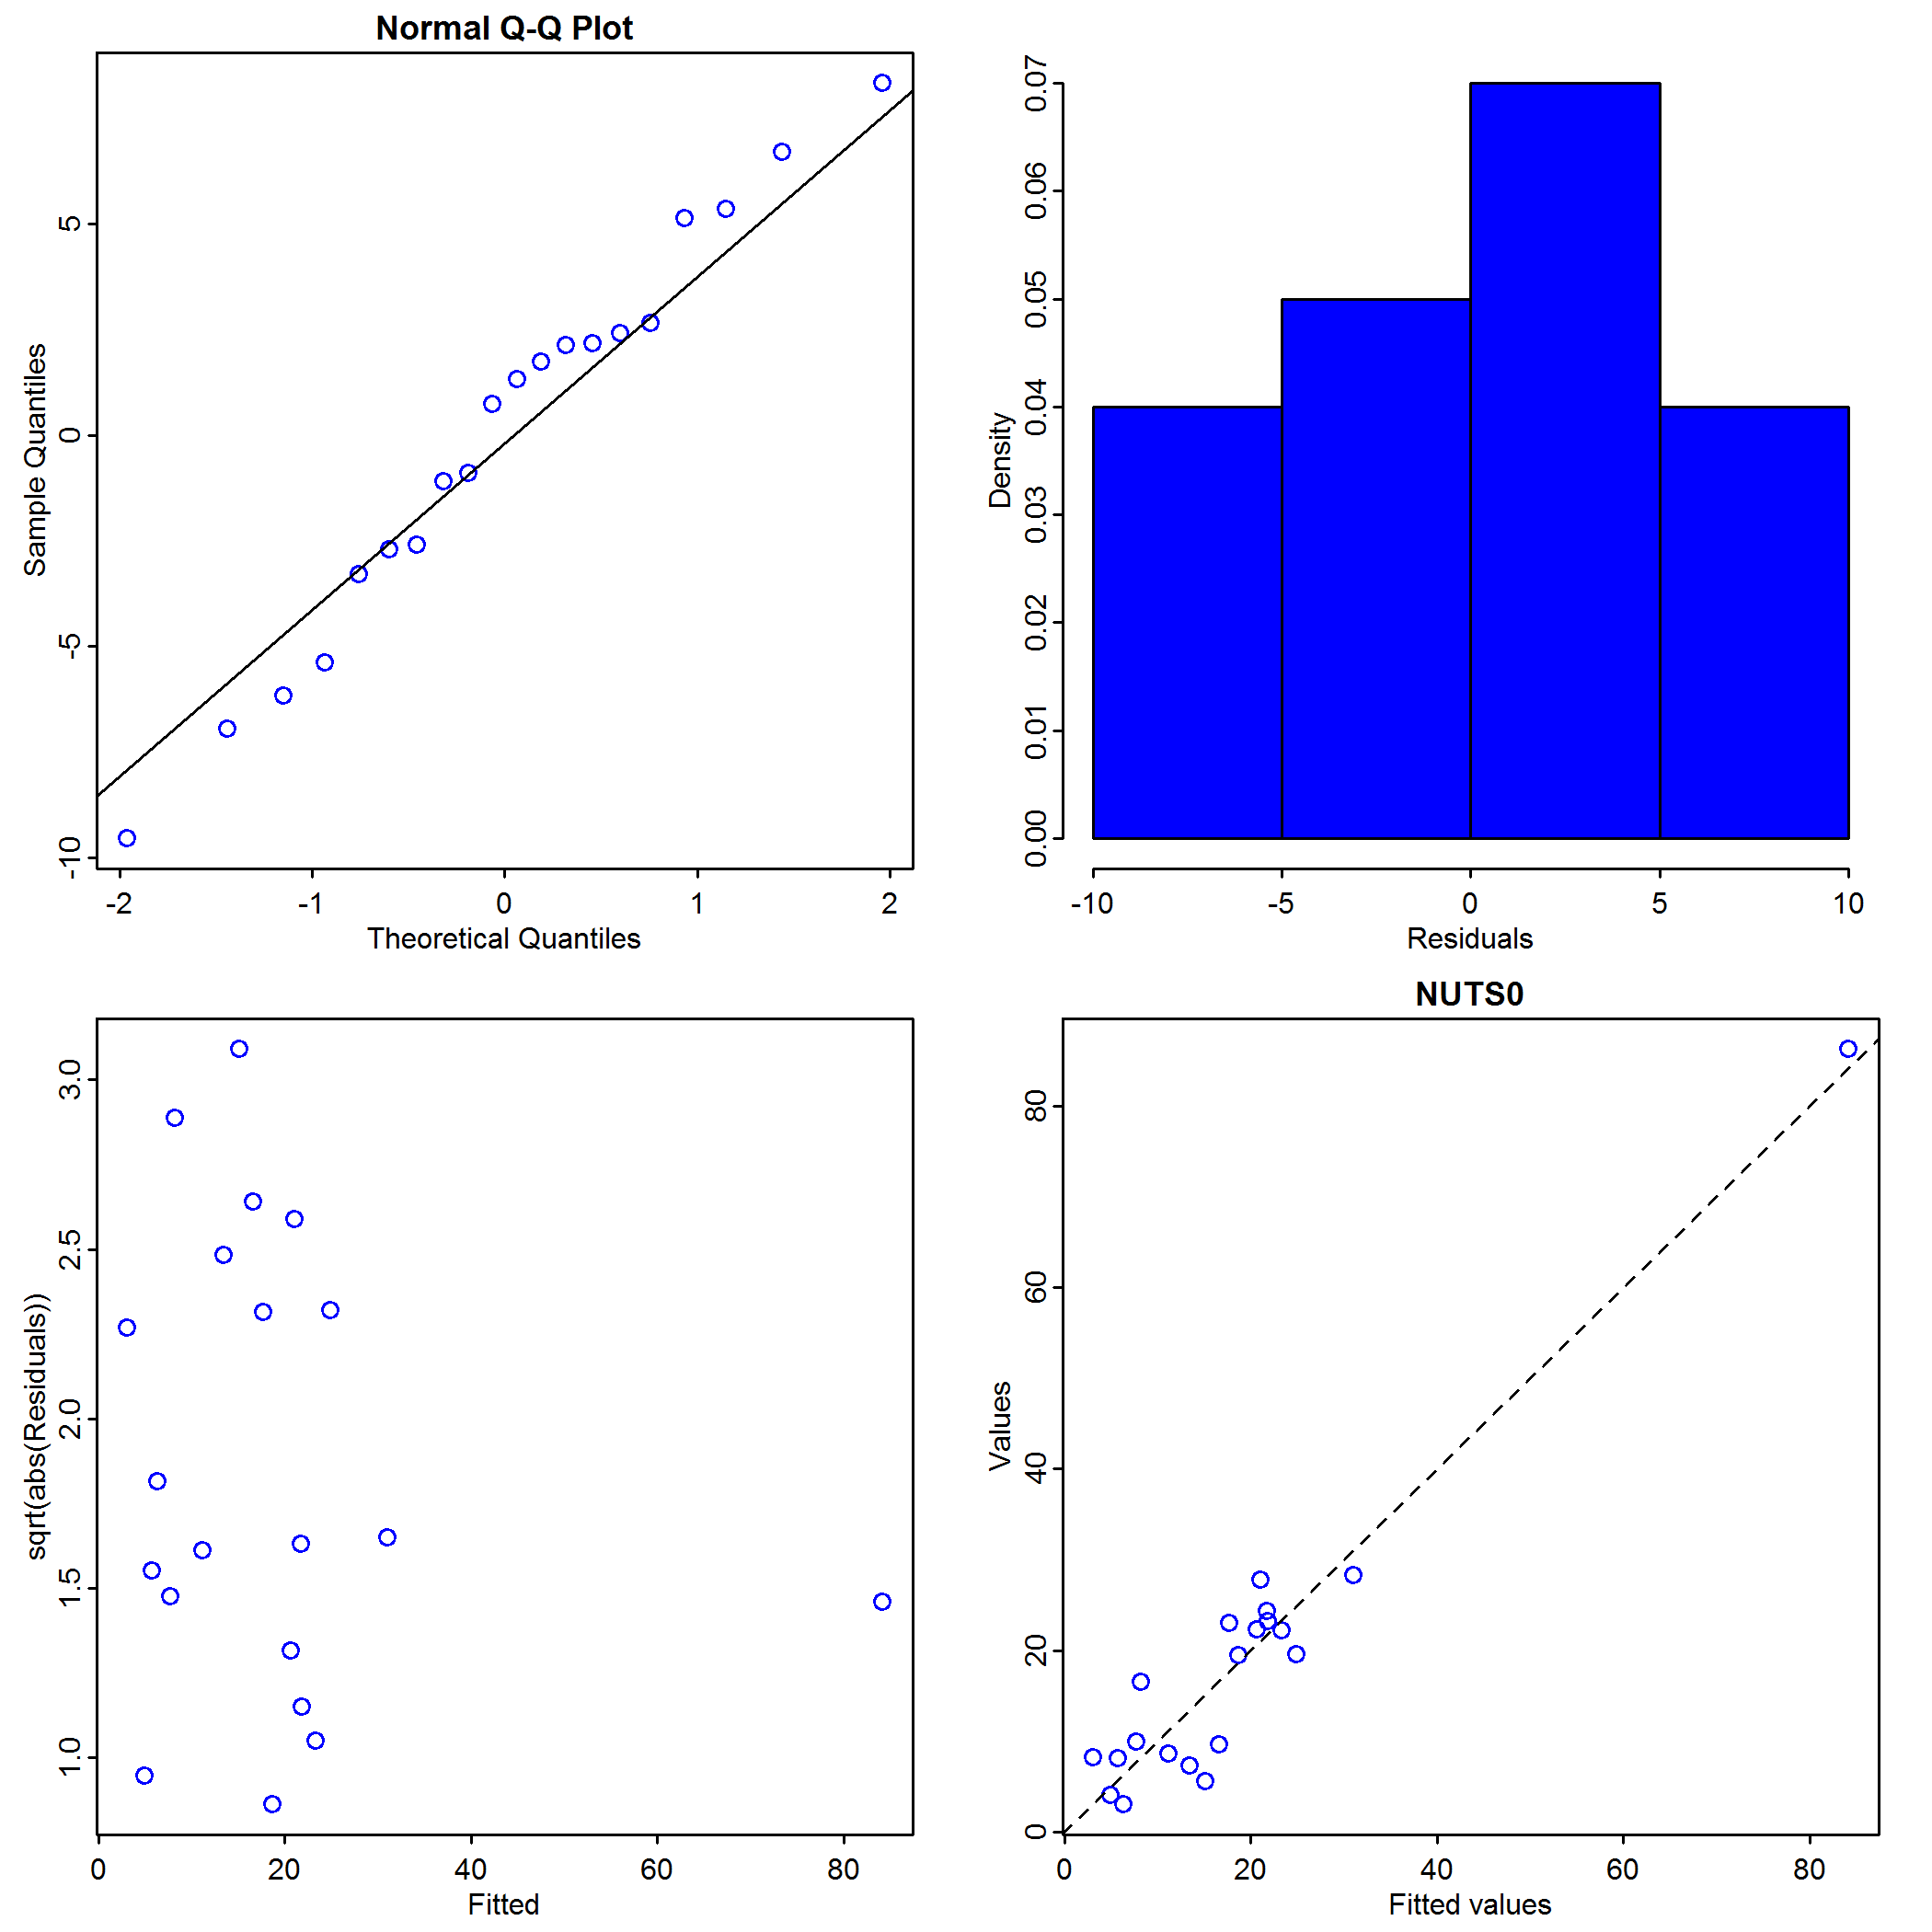 Normal Q-Q Plot
Sample Quantiles
5
0
-5
-10
-2 -1 0 1 2
Theoretical Quantiles
Density
0.07
0.06
0.05
0.04
0.03
0.02
0.01
0.00
-10 -5 0 5 10
Residuals
sqrt(abs(Residuals))
3.0
2.5
2.0
1.5
1.0
0 20 40 60 80
Fitted
NUTS0
Values
80
60
40
20
0
0 20 40 60 80
Fitted values